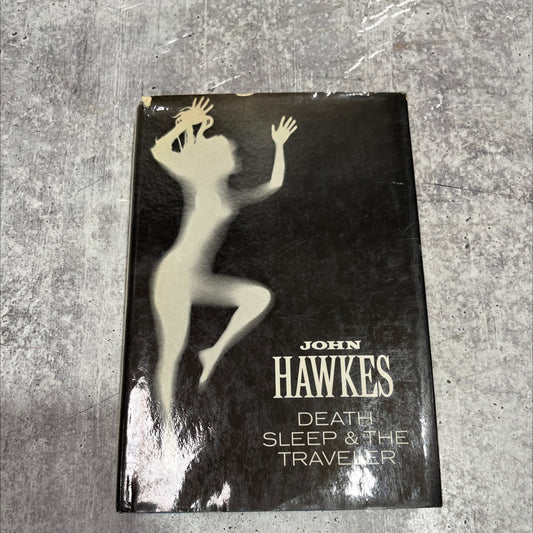 JOHN
HAWKES
DEATH
SLEEP & THE
TRAVELER